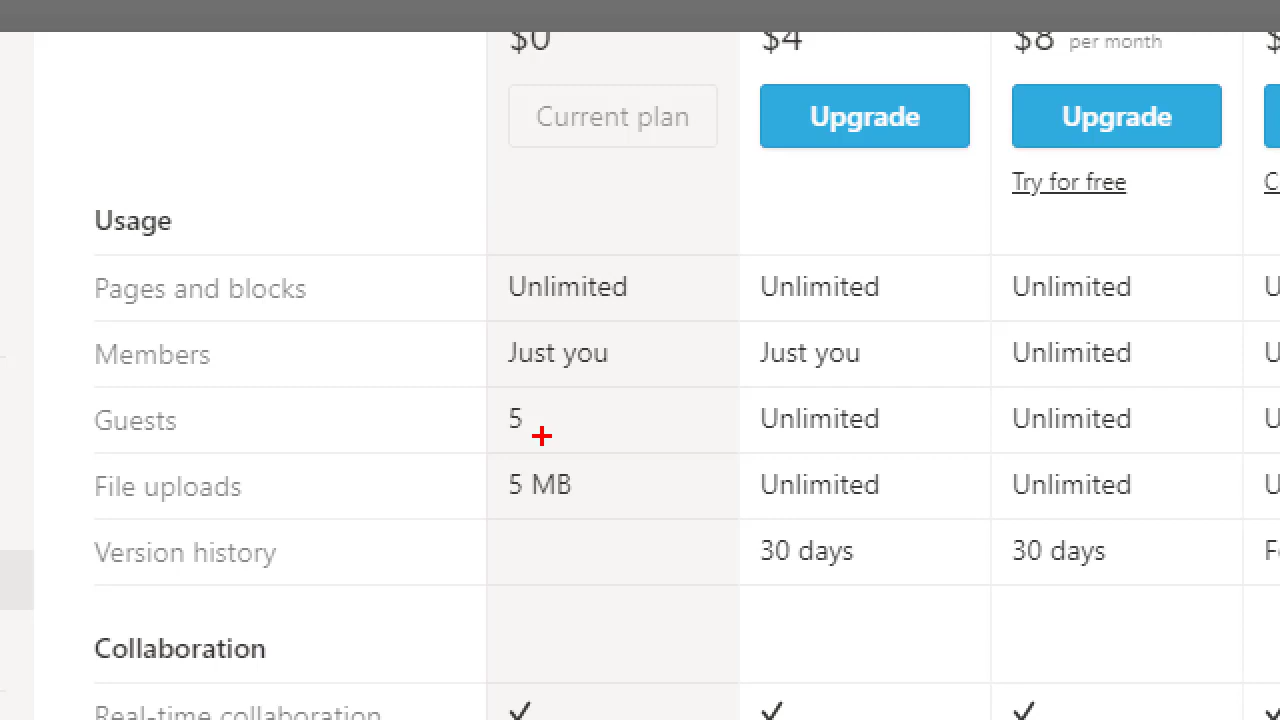 $0 $4 $8 per month
Current plan Upgrade Upgrade
Try for free
Usage
Pages and blocks Unlimited Unlimited Unlimited
Members Just you Just you Unlimited
Guests 5 Unlimited Unlimited
File uploads 5 MB Unlimited Unlimited
Version history 30 days 30 days
Collaboration
Real-time collaboration